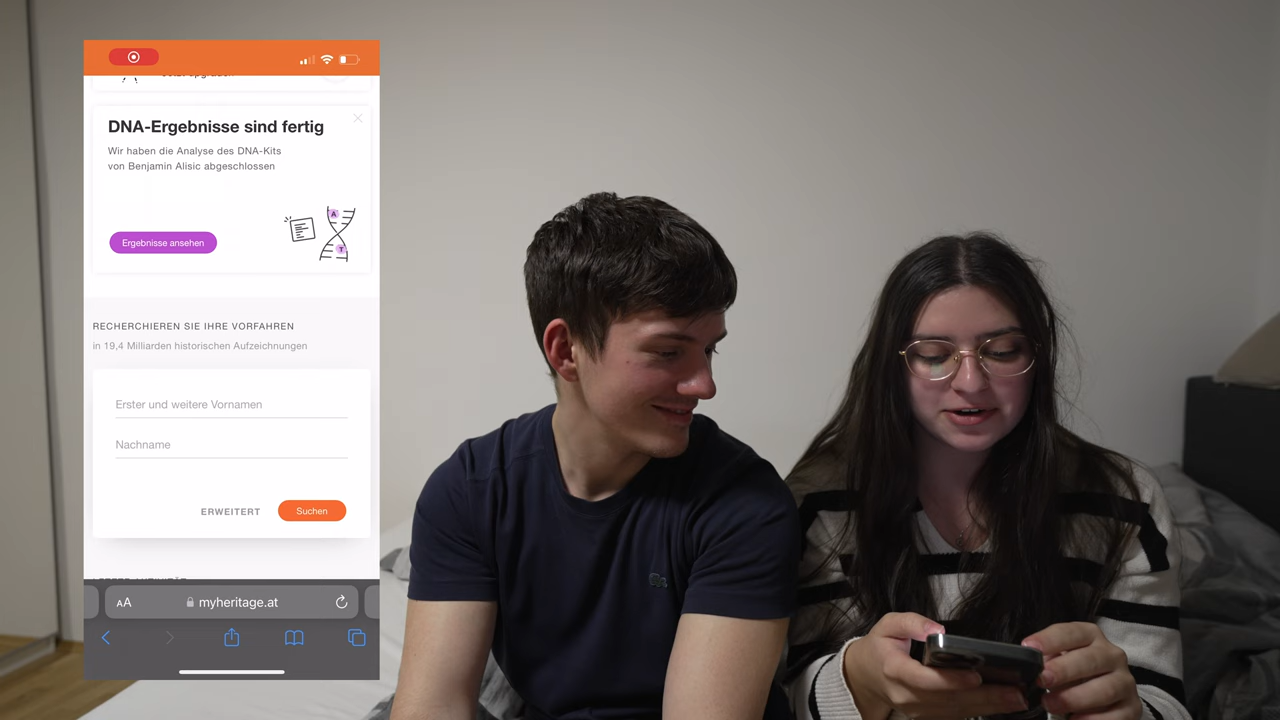 DNA-Ergebnisse sind fertig
Wir haben die Analyse des DNA-Kits
von Benjamin Alisic abgeschlossen
A
T
Ergebnisse ansehen
RECHERCHIEREN SIE IHRE VORFAHREN
in 19,4 Milliarden historischen Aufzeichnungen
Erster und weitere Vornamen
Nachname
ERWEITERT
Suchen
AA
myheritage.at